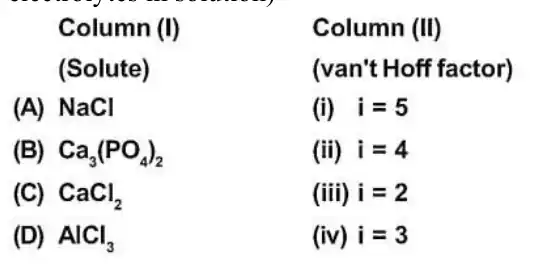 Column (I) Column (II)
(Solute) (van't Hoff factor)
(A) NaCl (i) i = 5
(B) Ca₃(PO₄)₂ (ii) i = 4
(C) CaCl₂ (iii) i = 2
(D) AlCl₃ (iv) i = 3